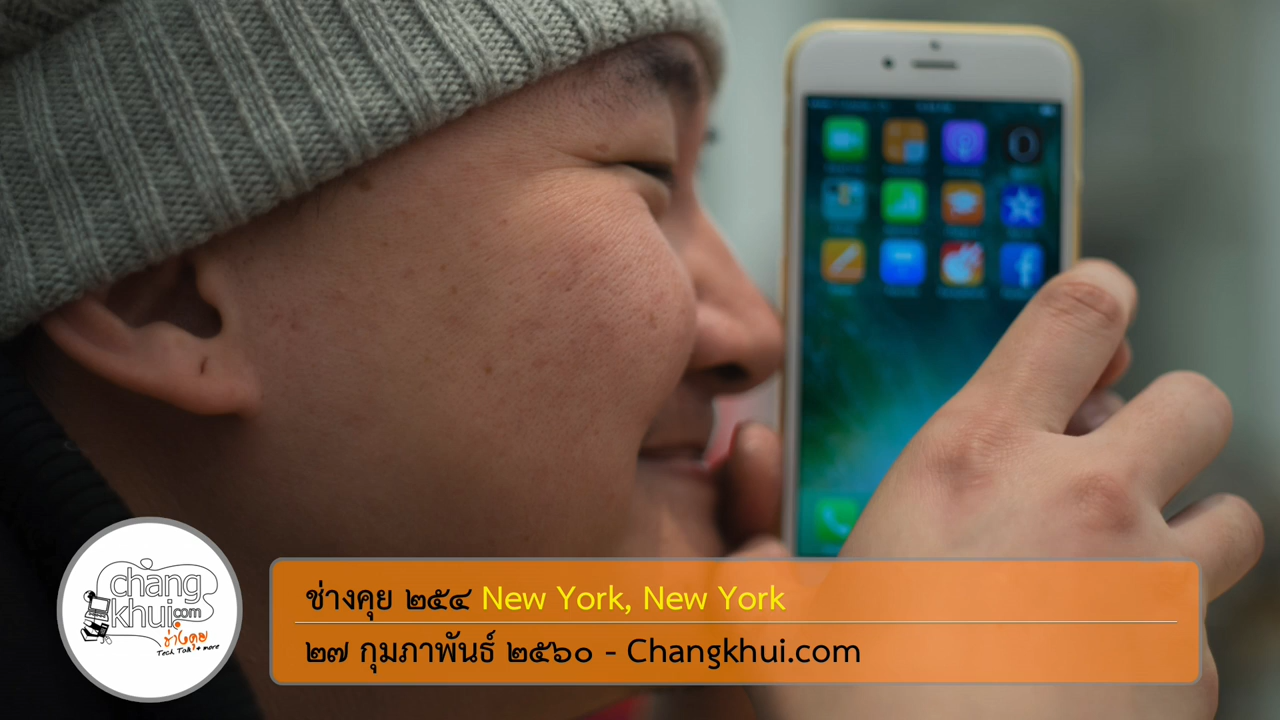 chang
khui.com
ช่างคุย
Tech Talk + more
ช่างคุย ๒๕๔ New York, New York
๒๗ กุมภาพันธ์ ๒๕๖๐ - Changkhui.com